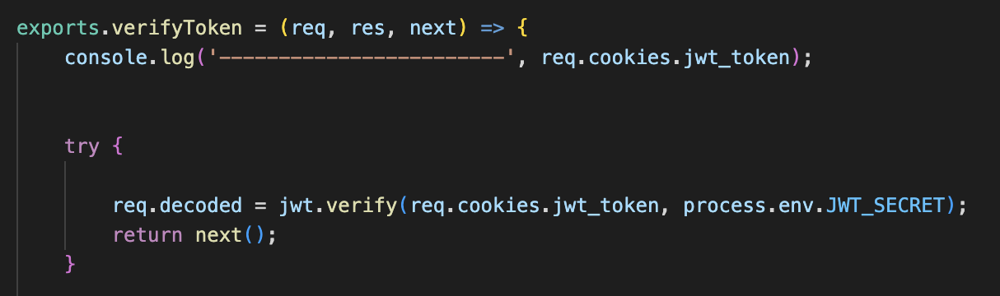 exports.verifyToken = (req, res, next) => {
console.log('------------------------', req.cookies.jwt_token);
try {
req.decoded = jwt.verify(req.cookies.jwt_token, process.env.JWT_SECRET);
return next();
}